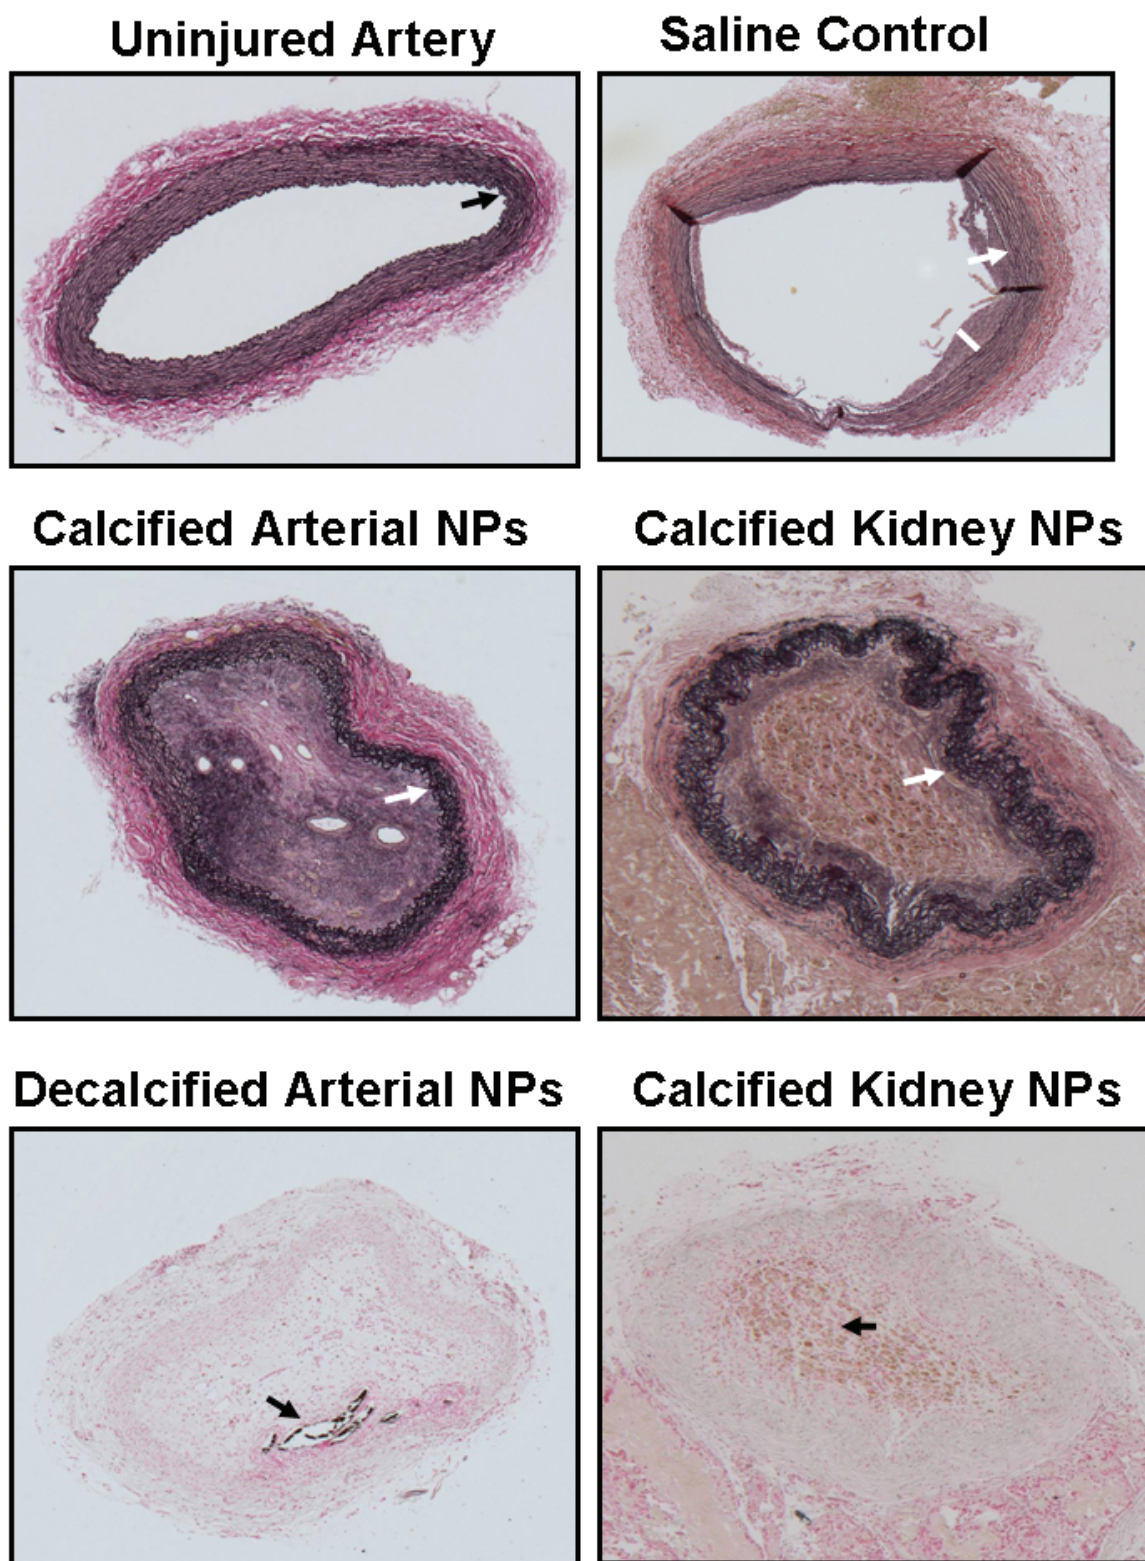 Uninjured Artery
Saline Control
Calcified Arterial NPs
Calcified Kidney NPs
Decalcified Arterial NPs
Calcified Kidney NPs